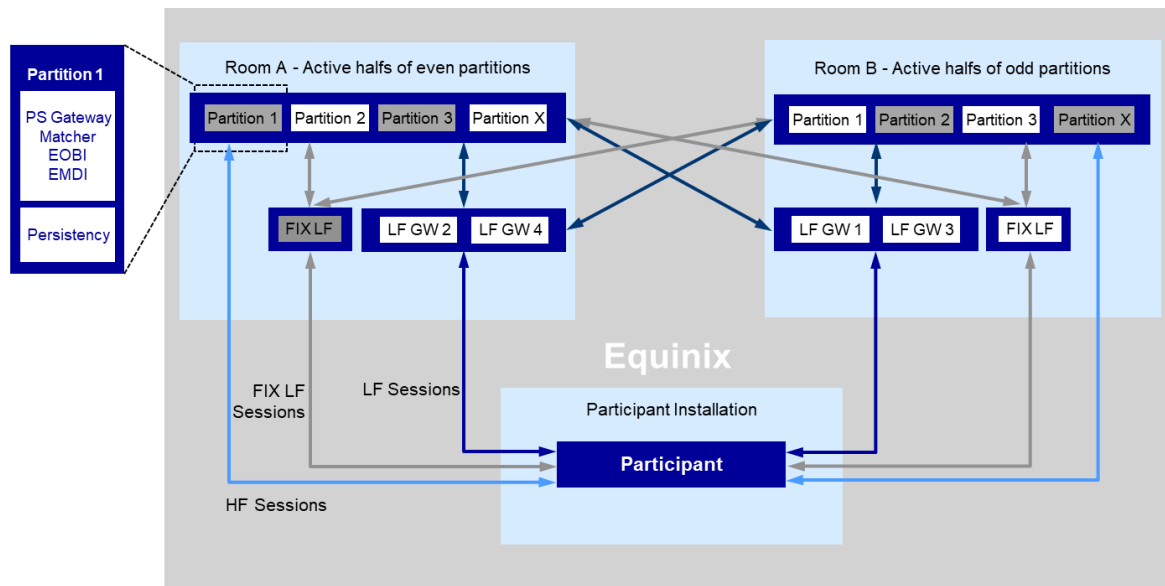 Partition 1
PS Gateway
Matcher
EOBI
EMDI
Persistency
Room A - Active halfs of even partitions
Partition 1
Partition 2
Partition 3
Partition X
FIX LF
LF GW 2
LF GW 4
Room B - Active halfs of odd partitions
Partition 1
Partition 2
Partition 3
Partition X
LF GW 1
LF GW 3
FIX LF
Equinix
FIX LF
Sessions
LF Sessions
HF Sessions
Participant Installation
Participant